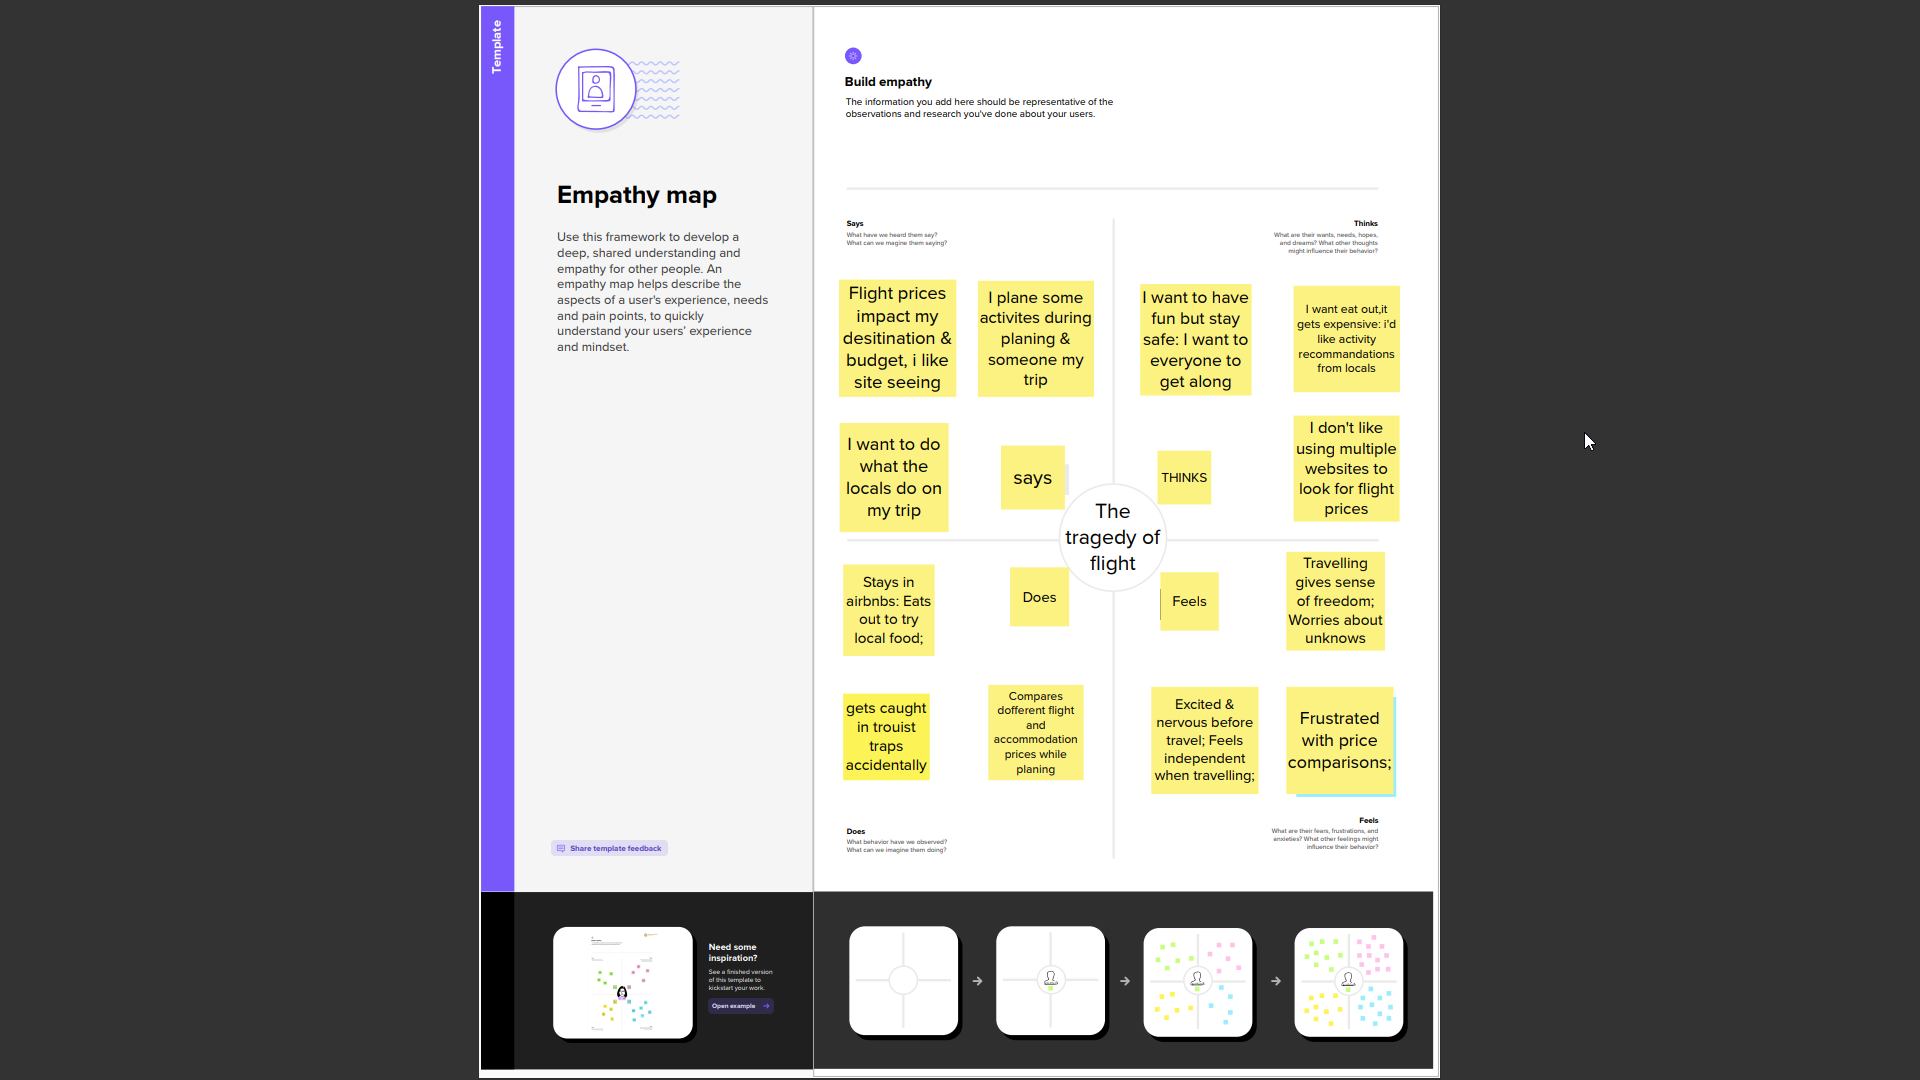 Template
Empathy map
Use this framework to develop a
deep, shared understanding and
empathy for other people. An
empathy map helps describe the
aspects of a user's experience, needs
and pain points, to quickly
understand your users' experience
and mindset.
Share template feedback
Build empathy
The information you add here should be representative of the
observations and research you've done about your users.
Says
What have we heard them say?
What can we magine them saying?
Thinks
What are their wants, needs, hopes,
and dreams? What other thoughts
might influence their behavior?
Flight prices
impact my
desitination &
budget, i like
site seeing
I plane some
activites during
planing &
someone my
trip
I want to have
fun but stay
safe: I want to
everyone to
get along
I want eat out,it
gets expensive: i'd
like activity
recommandations
from locals
I want to do
what the
locals do on
my trip
says
THINKS
I don't like
using multiple
websites to
look for flight
prices
The
tragedy of
flight
Stays in
airbnbs: Eats
out to try
local food;
Does
Feels
Travelling
gives sense
of freedom;
Worries about
unknows
gets caught
in trouist
traps
accidentally
Compares
dofferent flight
and
accommodation
prices while
planing
Excited &
nervous before
travel; Feels
independent
when travelling;
Frustrated
with price
comparisons;
Does
What behavior have we observed?
What can we imagine them doing?
Feels
What are their fears, frustrations, and
anxieties? What other feelings might
influence their behavior?
Need some
inspiration?
See a finished version
of this template to
kickstart your work.
Open example